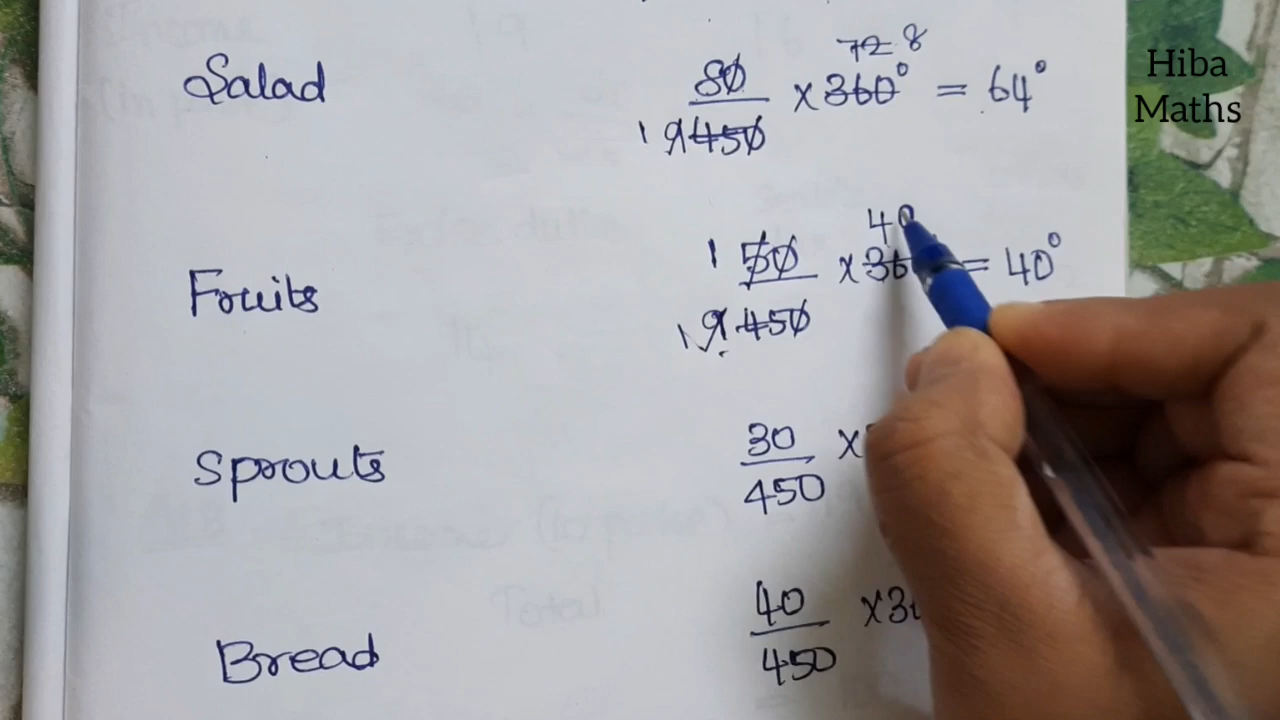 Hiba
Maths
72 8
Salad 80/450 × 360° = 64°
1 9
40
Fruits 1 50/450 × 360 = 40°
1 9
Sprouts 30/450 ×
Bread 40/450 ×3